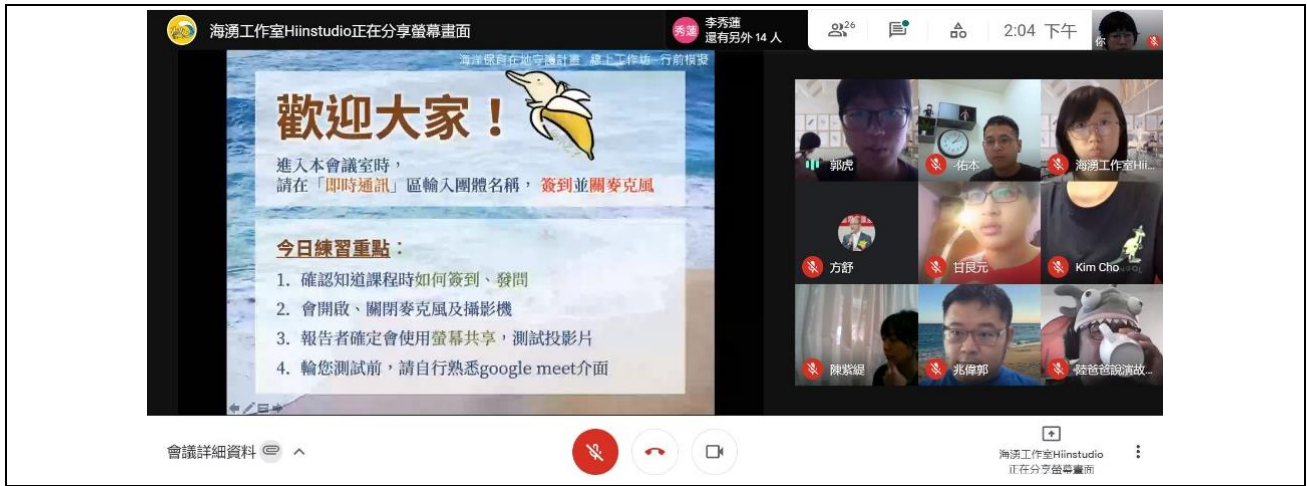 海湧工作室Hiinstudio正在分享螢幕畫面
秀蓮
李秀蓮
還有另外 14 人
26
2:04 下午
你
海洋保育在地守護計畫 線上工作坊 行前模擬
歡迎大家！
進入本會議室時，
請在「即時通訊」區輸入團體名稱，簽到並關麥克風
今日練習重點：
1. 確認知道課程時如何簽到、發問
2. 會開啟、關閉麥克風及攝影機
3. 報告者確定會使用螢幕共享，測試投影片
4. 輪您測試前，請自行熟悉google meet介面
郭虎
佑本
海湧工作室Hii...
方舒
甘良元
Kim Cho
陳紫緹
兆偉郭
陸爸爸說演故...
會議詳細資料
海湧工作室Hiinstudio
正在分享螢幕畫面